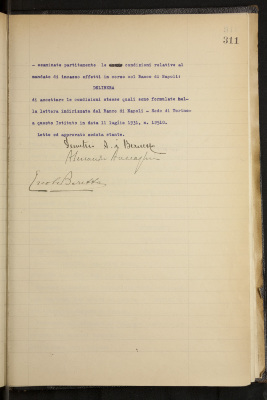 311
- esaminate partitamente le condizioni relative al
mandato di incasso effetti in corso col Banco di Napoli:
DELIBERA
di accettare le condizioni stesse quali sono formulate nel-
la lettera indirizzata dal Banco di Napoli - Sede di Torino-
a questo Istituto in data 11 luglio 1931, n. 12940.
Letto ed approvato seduta stante.